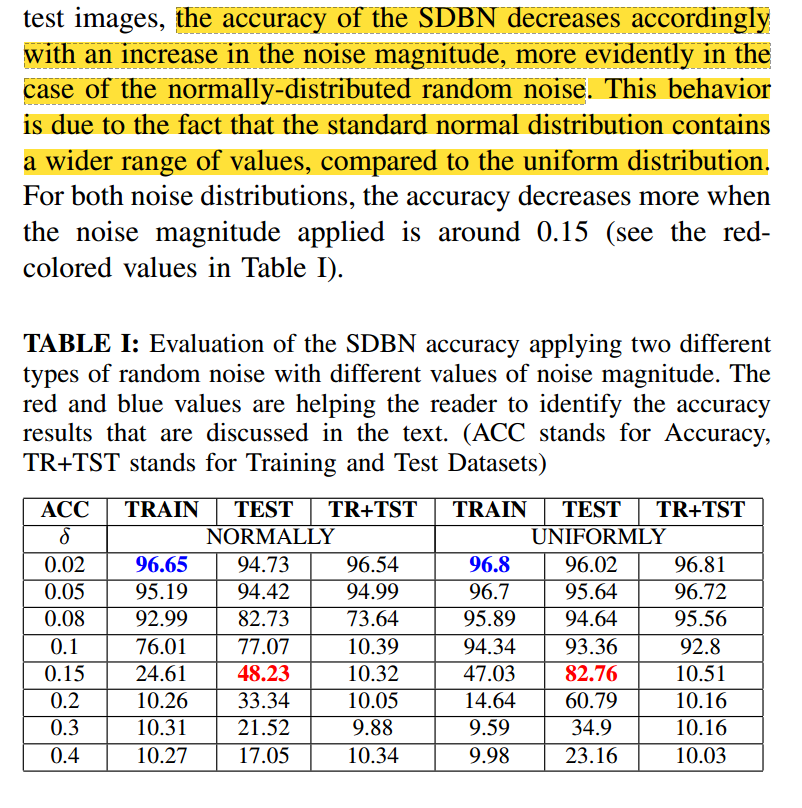 test images, the accuracy of the SDBN decreases accordingly
with an increase in the noise magnitude, more evidently in the
case of the normally-distributed random noise. This behavior
is due to the fact that the standard normal distribution contains
a wider range of values, compared to the uniform distribution.
For both noise distributions, the accuracy decreases more when
the noise magnitude applied is around 0.15 (see the red-
colored values in Table I).
TABLE I: Evaluation of the SDBN accuracy applying two different
types of random noise with different values of noise magnitude. The
red and blue values are helping the reader to identify the accuracy
results that are discussed in the text. (ACC stands for Accuracy,
TR+TST stands for Training and Test Datasets)
ACC TRAIN TEST TR+TST TRAIN TEST TR+TST
δ NORMALLY UNIFORMLY
0.02 96.65 94.73 96.54 96.8 96.02 96.81
0.05 95.19 94.42 94.99 96.7 95.64 96.72
0.08 92.99 82.73 73.64 95.89 94.64 95.56
0.1 76.01 77.07 10.39 94.34 93.36 92.8
0.15 24.61 48.23 10.32 47.03 82.76 10.51
0.2 10.26 33.34 10.05 14.64 60.79 10.16
0.3 10.31 21.52 9.88 9.59 34.9 10.16
0.4 10.27 17.05 10.34 9.98 23.16 10.03